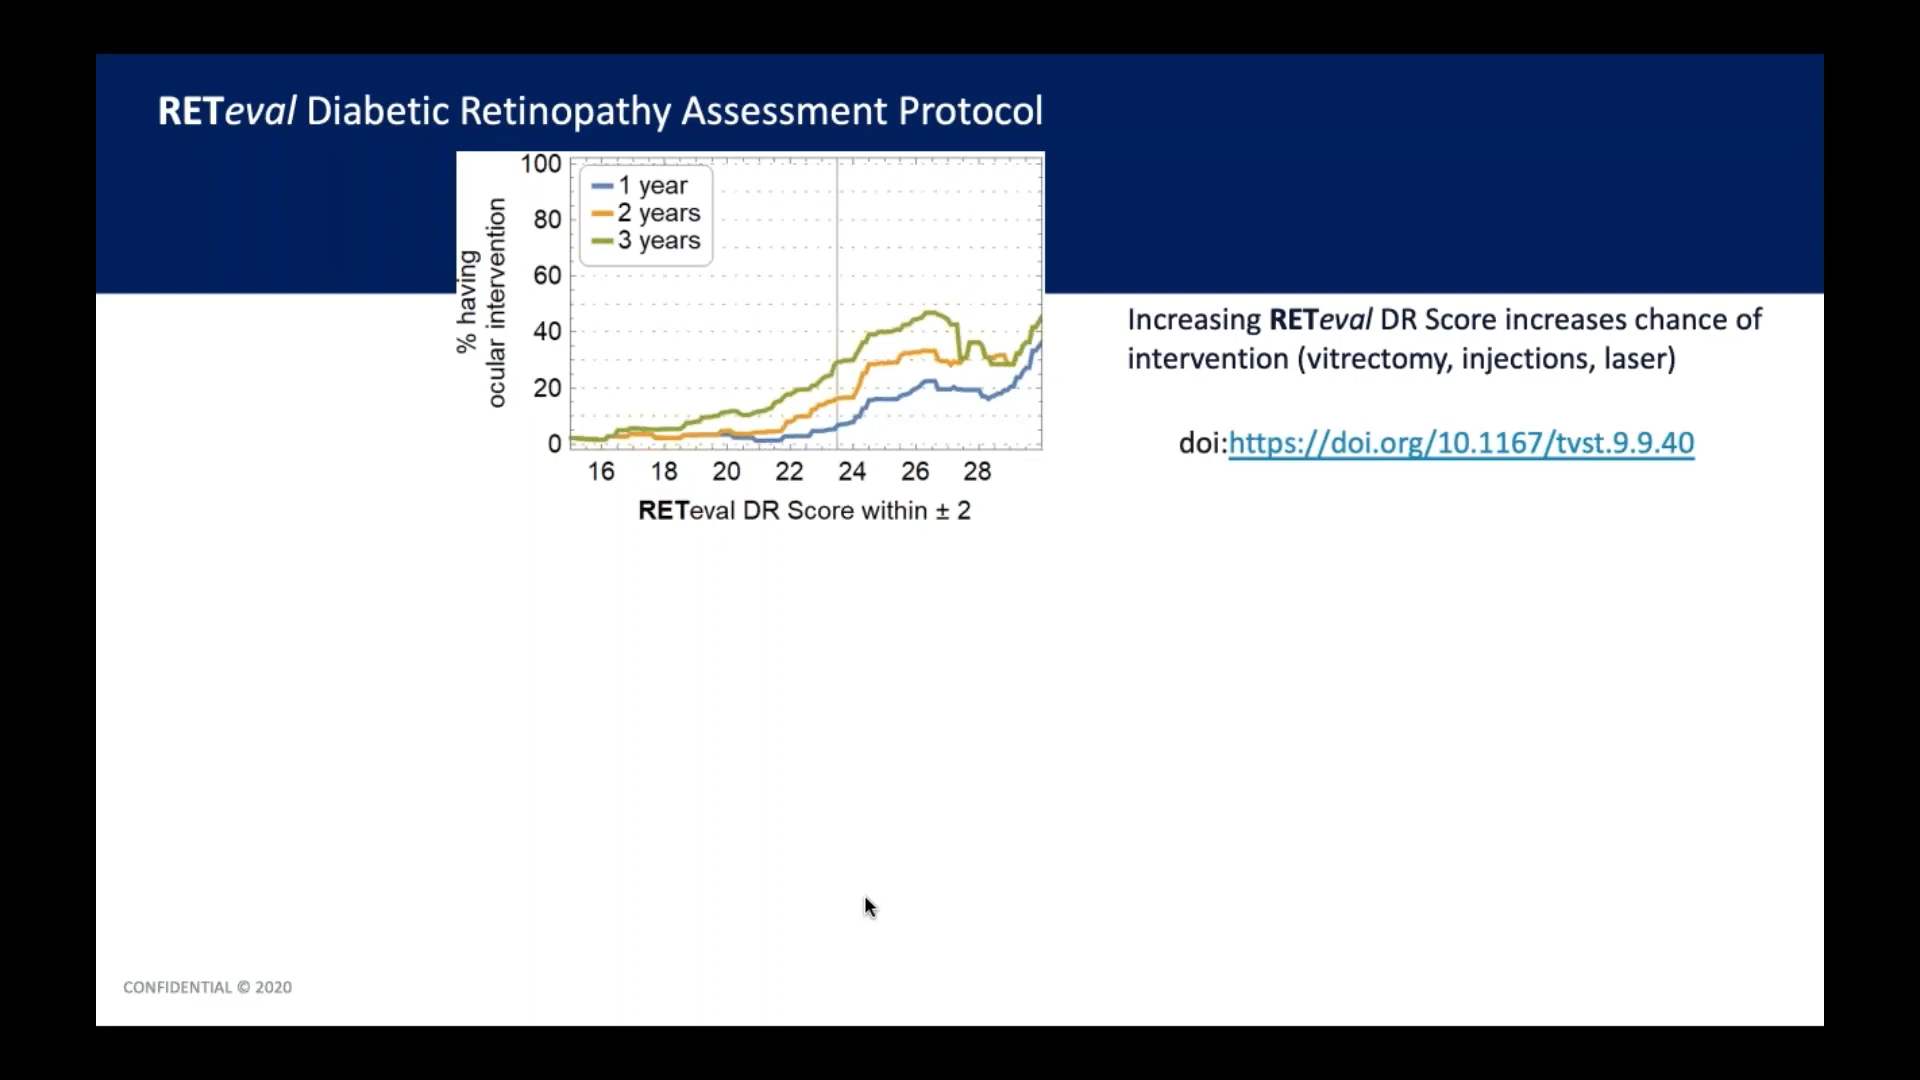 RETeval Diabetic Retinopathy Assessment Protocol
100
80
60
40
20
0
1 year
2 years
3 years
% having
ocular intervention
16 18 20 22 24 26 28
RETeval DR Score within ± 2
Increasing RETeval DR Score increases chance of
intervention (vitrectomy, injections, laser)
doi:https://doi.org/10.1167/tvst.9.9.40
CONFIDENTIAL © 2020